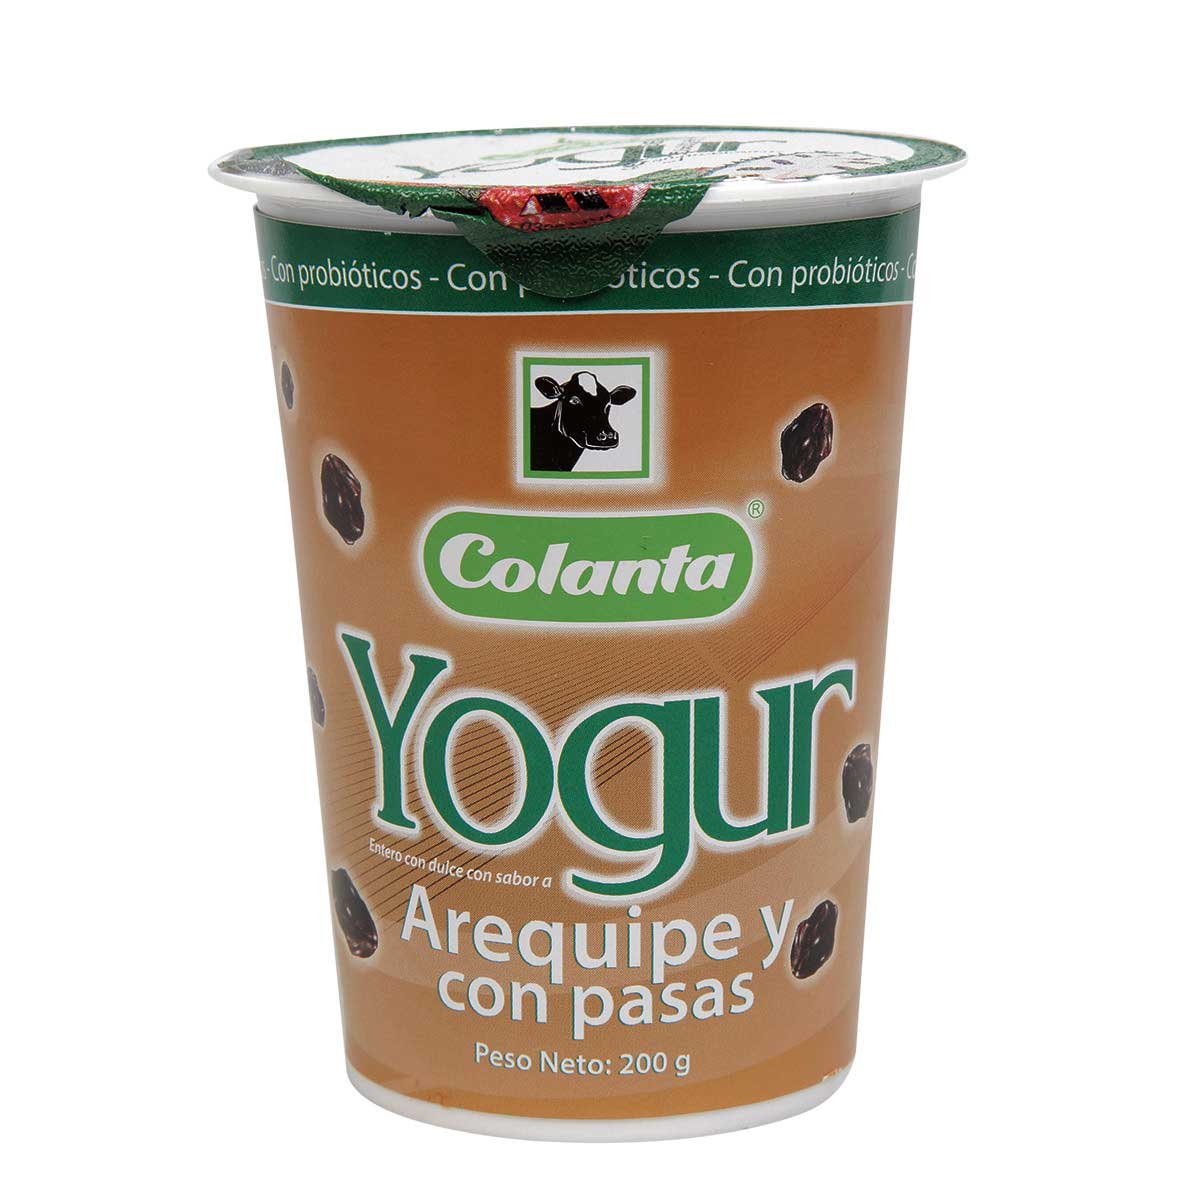 Yogur
Con probióticos - Con probióticos - Con probióticos -
Colanta®
Yogur
Entero con dulce con sabor a
Arequipe y
con pasas
Peso Neto: 200 g